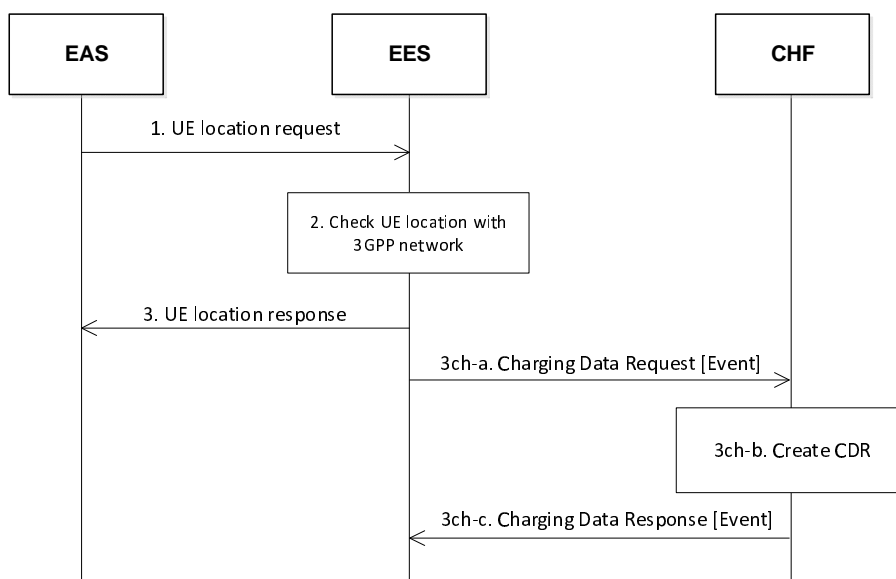 EAS
EES
CHF
1. UE location request
2. Check UE location with
3GPP network
3. UE location response
3ch-a. Charging Data Request [Event]
3ch-b. Create CDR
3ch-c. Charging Data Response [Event]